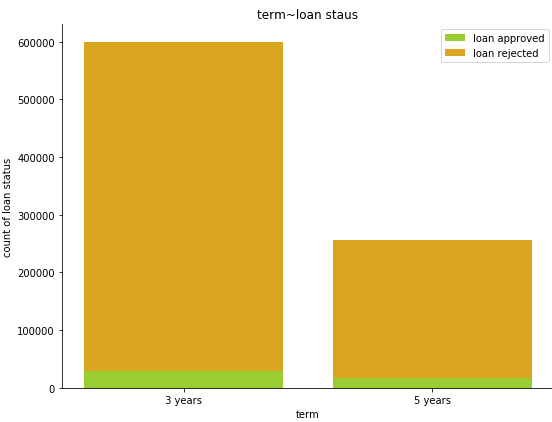 term~loan staus
loan approved
loan rejected
600000
500000
400000
300000
200000
100000
0
count of loan status
3 years
5 years
term